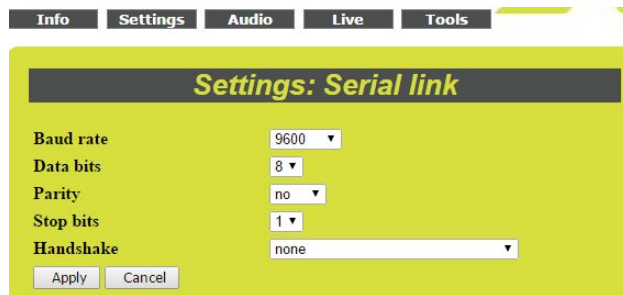 Info Settings Audio Live Tools
Settings: Serial link
Baud rate 9600
Data bits 8
Parity no
Stop bits 1
Handshake none
Apply Cancel